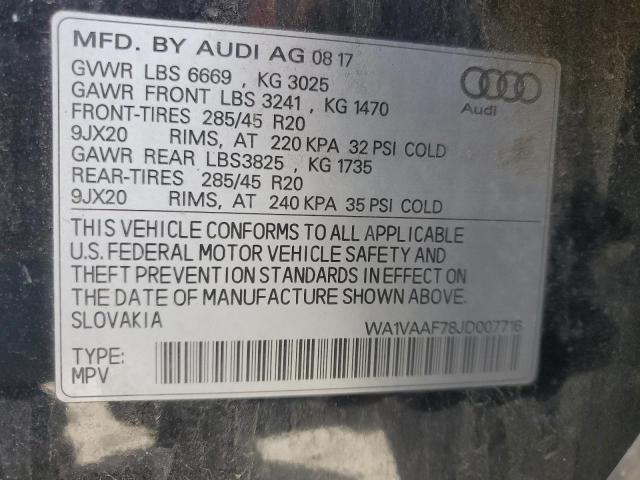 MFD. BY AUDI AG 08 17
GVWR LBS 6669 , KG 3025
GAWR FRONT LBS 3241 , KG 1470
FRONT-TIRES 285/45 R20
9JX20 RIMS, AT 220 KPA 32 PSI COLD
GAWR REAR LBS3825 , KG 1735
REAR-TIRES 285/45 R20
9JX20 RIMS, AT 240 KPA 35 PSI COLD
Audi
THIS VEHICLE CONFORMS TO ALL APPLICABLE
U.S. FEDERAL MOTOR VEHICLE SAFETY AND
THEFT PREVENTION STANDARDS IN EFFECT ON
THE DATE OF MANUFACTURE SHOWN ABOVE.
SLOVAKIA
WA1VAAF78JD007716
TYPE:
MPV